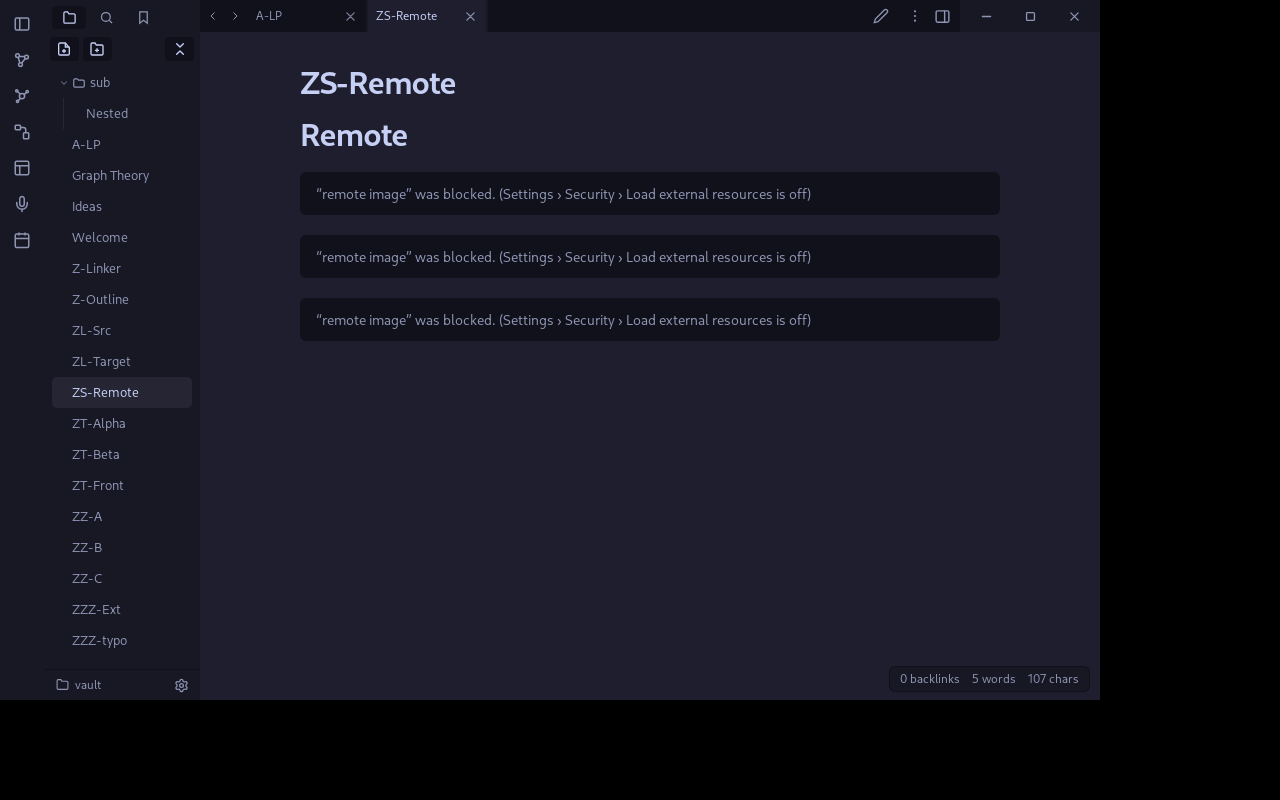 A-LP
ZS-Remote
sub
Nested
A-LP
Graph Theory
Ideas
Welcome
Z-Linker
Z-Outline
ZL-Src
ZL-Target
ZS-Remote
ZT-Alpha
ZT-Beta
ZT-Front
ZZ-A
ZZ-B
ZZ-C
ZZZ-Ext
ZZZ-typo
vault
ZS-Remote
Remote
“remote image” was blocked. (Settings › Security › Load external resources is off)
“remote image” was blocked. (Settings › Security › Load external resources is off)
“remote image” was blocked. (Settings › Security › Load external resources is off)
0 backlinks 5 words 107 chars